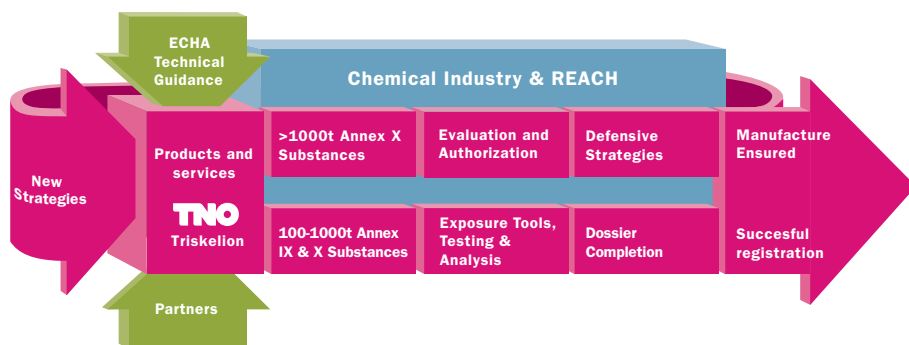 ECHA
Technical
Guidance
Chemical Industry & REACH
New
Strategies
Products and
services
TNO
Triskelion
>1000t Annex X
Substances
Evaluation and
Authorization
Defensive
Strategies
Manufacture
Ensured
100-1000t Annex
IX & X Substances
Exposure Tools,
Testing &
Analysis
Dossier
Completion
Succesful
registration
Partners